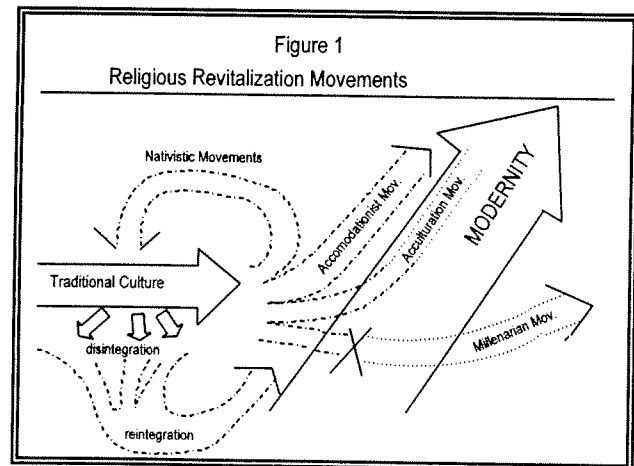 Figure 1
Religious Revitalization Movements
Nativistic Movements
Accomodationist Mov.
Acculturation Mov.
MODERNITY
Traditional Culture
disintegration
Millenarian Mov.
reintegration